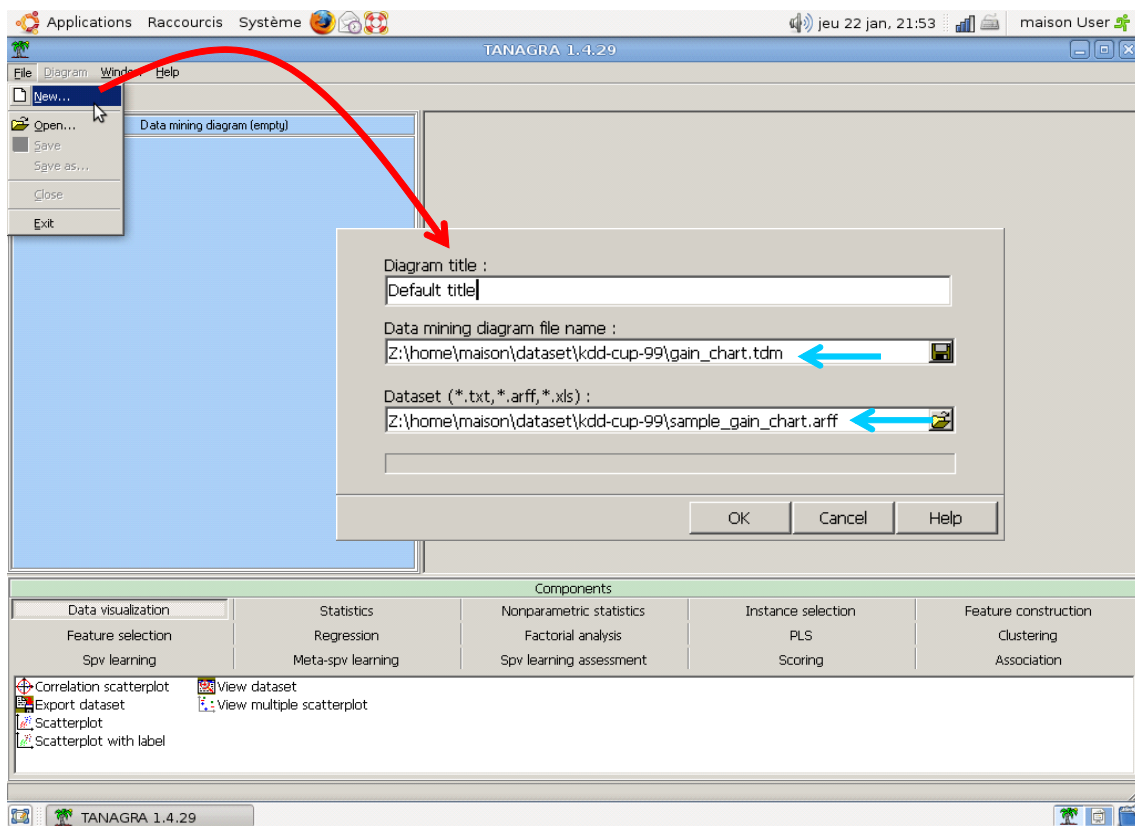 Applications Raccourcis Système jeu 22 jan, 21:53 maison User
TANAGRA 1.4.29
File Diagram Window Help
New...
Open...
Save
Save as...
Close
Exit
Data mining diagram (empty)
Diagram title :
Default title
Data mining diagram file name :
Z:\home\maison\dataset\kdd-cup-99\gain_chart.tdm
Dataset (*.txt,*.arff,*.xls) :
Z:\home\maison\dataset\kdd-cup-99\sample_gain_chart.arff
OK Cancel Help
Components
Data visualization Statistics Nonparametric statistics Instance selection Feature construction
Feature selection Regression Factorial analysis PLS Clustering
Spv learning Meta-spv learning Spv learning assessment Scoring Association
Correlation scatterplot View dataset
Export dataset View multiple scatterplot
Scatterplot
Scatterplot with label
TANAGRA 1.4.29